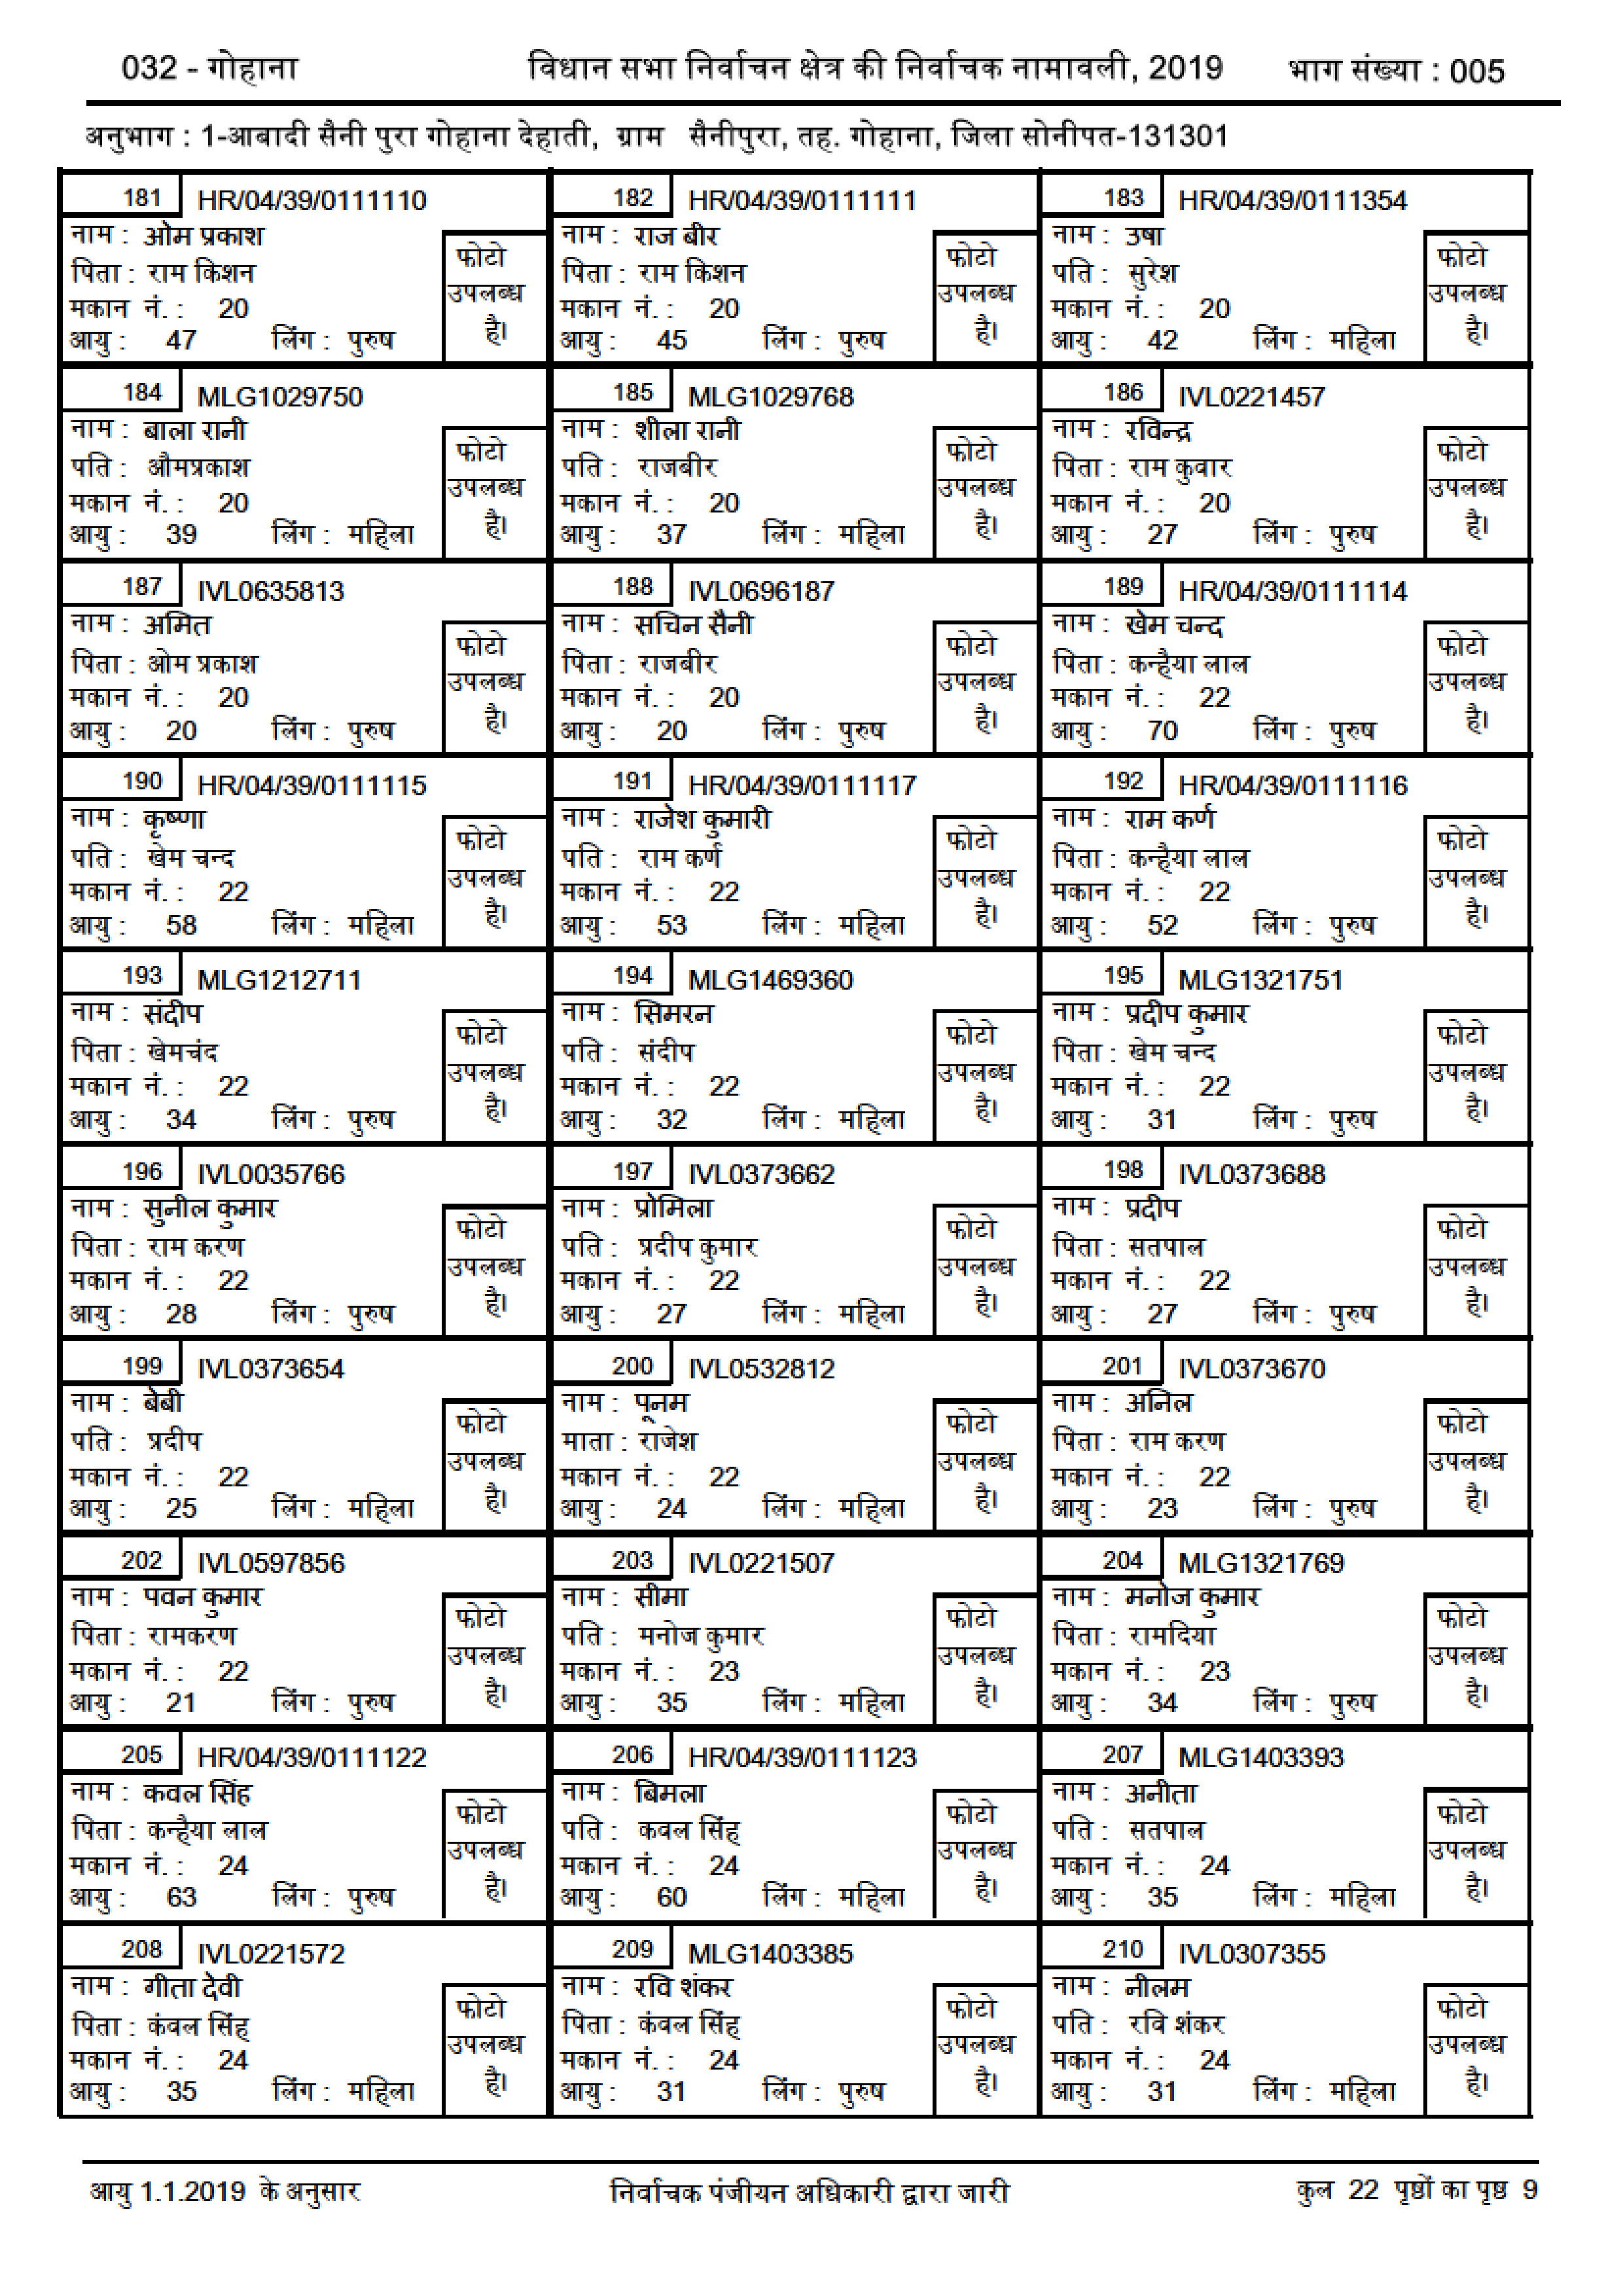 032 - गोहाना विधान सभा निर्वाचन क्षेत्र की निर्वाचक नामावली, 2019 भाग संख्या : 005
अनुभाग : 1-आबादी सैनी पुरा गोहाना देहाती, ग्राम सैनीपुरा, तह. गोहाना, जिला सोनीपत-131301
181 HR/04/39/0111110
नाम : ओम प्रकाश
पिता : राम किशन
मकान नं. : 20
आयु : 47 लिंग : पुरुष
फोटो
उपलब्ध
है।
182 HR/04/39/0111111
नाम : राज बीर
पिता : राम किशन
मकान नं. : 20
आयु : 45 लिंग : पुरुष
फोटो
उपलब्ध
है।
183 HR/04/39/0111354
नाम : उषा
पति : सुरेश
मकान नं. : 20
आयु : 42 लिंग : महिला
फोटो
उपलब्ध
है।
184 MLG1029750
नाम : बाला रानी
पति : औमप्रकाश
मकान नं. : 20
आयु : 39 लिंग : महिला
फोटो
उपलब्ध
है।
185 MLG1029768
नाम : शीला रानी
पति : राजबीर
मकान नं. : 20
आयु : 37 लिंग : महिला
फोटो
उपलब्ध
है।
186 IVL0221457
नाम : रविन्द्र
पिता : राम कुवार
मकान नं. : 20
आयु : 27 लिंग : पुरुष
फोटो
उपलब्ध
है।
187 IVL0635813
नाम : अमित
पिता : ओम प्रकाश
मकान नं. : 20
आयु : 20 लिंग : पुरुष
फोटो
उपलब्ध
है।
188 IVL0696187
नाम : सचिन सैनी
पिता : राजबीर
मकान नं. : 20
आयु : 20 लिंग : पुरुष
फोटो
उपलब्ध
है।
189 HR/04/39/0111114
नाम : खेम चन्द
पिता : कन्हैया लाल
मकान नं. : 22
आयु : 70 लिंग : पुरुष
फोटो
उपलब्ध
है।
190 HR/04/39/0111115
नाम : कृष्णा
पति : खेम चन्द
मकान नं. : 22
आयु : 58 लिंग : महिला
फोटो
उपलब्ध
है।
191 HR/04/39/0111117
नाम : राजेश कुमारी
पति : राम कर्ण
मकान नं. : 22
आयु : 53 लिंग : महिला
फोटो
उपलब्ध
है।
192 HR/04/39/0111116
नाम : राम कर्ण
पिता : कन्हैया लाल
मकान नं. : 22
आयु : 52 लिंग : पुरुष
फोटो
उपलब्ध
है।
193 MLG1212711
नाम : संदीप
पिता : खेमचंद
मकान नं. : 22
आयु : 34 लिंग : पुरुष
फोटो
उपलब्ध
है।
194 MLG1469360
नाम : सिमरन
पति : संदीप
मकान नं. : 22
आयु : 32 लिंग : महिला
फोटो
उपलब्ध
है।
195 MLG1321751
नाम : प्रदीप कुमार
पिता : खेम चन्द
मकान नं. : 22
आयु : 31 लिंग : पुरुष
फोटो
उपलब्ध
है।
196 IVL0035766
नाम : सुनील कुमार
पिता : राम करण
मकान नं. : 22
आयु : 28 लिंग : पुरुष
फोटो
उपलब्ध
है।
197 IVL0373662
नाम : प्रोमिला
पति : प्रदीप कुमार
मकान नं. : 22
आयु : 27 लिंग : महिला
फोटो
उपलब्ध
है।
198 IVL0373688
नाम : प्रदीप
पिता : सतपाल
मकान नं. : 22
आयु : 27 लिंग : पुरुष
फोटो
उपलब्ध
है।
199 IVL0373654
नाम : बेबी
पति : प्रदीप
मकान नं. : 22
आयु : 25 लिंग : महिला
फोटो
उपलब्ध
है।
200 IVL0532812
नाम : पूनम
माता : राजेश
मकान नं. : 22
आयु : 24 लिंग : महिला
फोटो
उपलब्ध
है।
201 IVL0373670
नाम : अनिल
पिता : राम करण
मकान नं. : 22
आयु : 23 लिंग : पुरुष
फोटो
उपलब्ध
है।
202 IVL0597856
नाम : पवन कुमार
पिता : रामकरण
मकान नं. : 22
आयु : 21 लिंग : पुरुष
फोटो
उपलब्ध
है।
203 IVL0221507
नाम : सीमा
पति : मनोज कुमार
मकान नं. : 23
आयु : 35 लिंग : महिला
फोटो
उपलब्ध
है।
204 MLG1321769
नाम : मनोज कुमार
पिता : रामदिया
मकान नं. : 23
आयु : 34 लिंग : पुरुष
फोटो
उपलब्ध
है।
205 HR/04/39/0111122
नाम : कवल सिंह
पिता : कन्हैया लाल
मकान नं. : 24
आयु : 63 लिंग : पुरुष
फोटो
उपलब्ध
है।
206 HR/04/39/0111123
नाम : बिमला
पति : कवल सिंह
मकान नं. : 24
आयु : 60 लिंग : महिला
फोटो
उपलब्ध
है।
207 MLG1403393
नाम : अनीता
पति : सतपाल
मकान नं. : 24
आयु : 35 लिंग : महिला
फोटो
उपलब्ध
है।
208 IVL0221572
नाम : गीता देवी
पिता : कंवल सिंह
मकान नं. : 24
आयु : 35 लिंग : महिला
फोटो
उपलब्ध
है।
209 MLG1403385
नाम : रवि शंकर
पिता : कंवल सिंह
मकान नं. : 24
आयु : 31 लिंग : पुरुष
फोटो
उपलब्ध
है।
210 IVL0307355
नाम : नीलम
पति : रवि शंकर
मकान नं. : 24
आयु : 31 लिंग : महिला
फोटो
उपलब्ध
है।
आयु 1.1.2019 के अनुसार निर्वाचक पंजीयन अधिकारी द्वारा जारी कुल 22 पृष्ठों का पृष्ठ 9